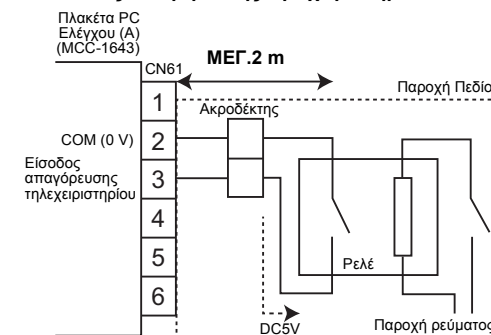 Πλακέτα PC
Ελέγχου (A)
(MCC-1643)
CN61
ΜΕΓ.2 m
Παροχή Πεδίο
1
Ακροδέκτης
COM (0 V)
2
Είσοδος
απαγόρευσης
τηλεχειριστηρίου
3
4
5
Ρελέ
6
DC5V
Παροχή ρεύματος